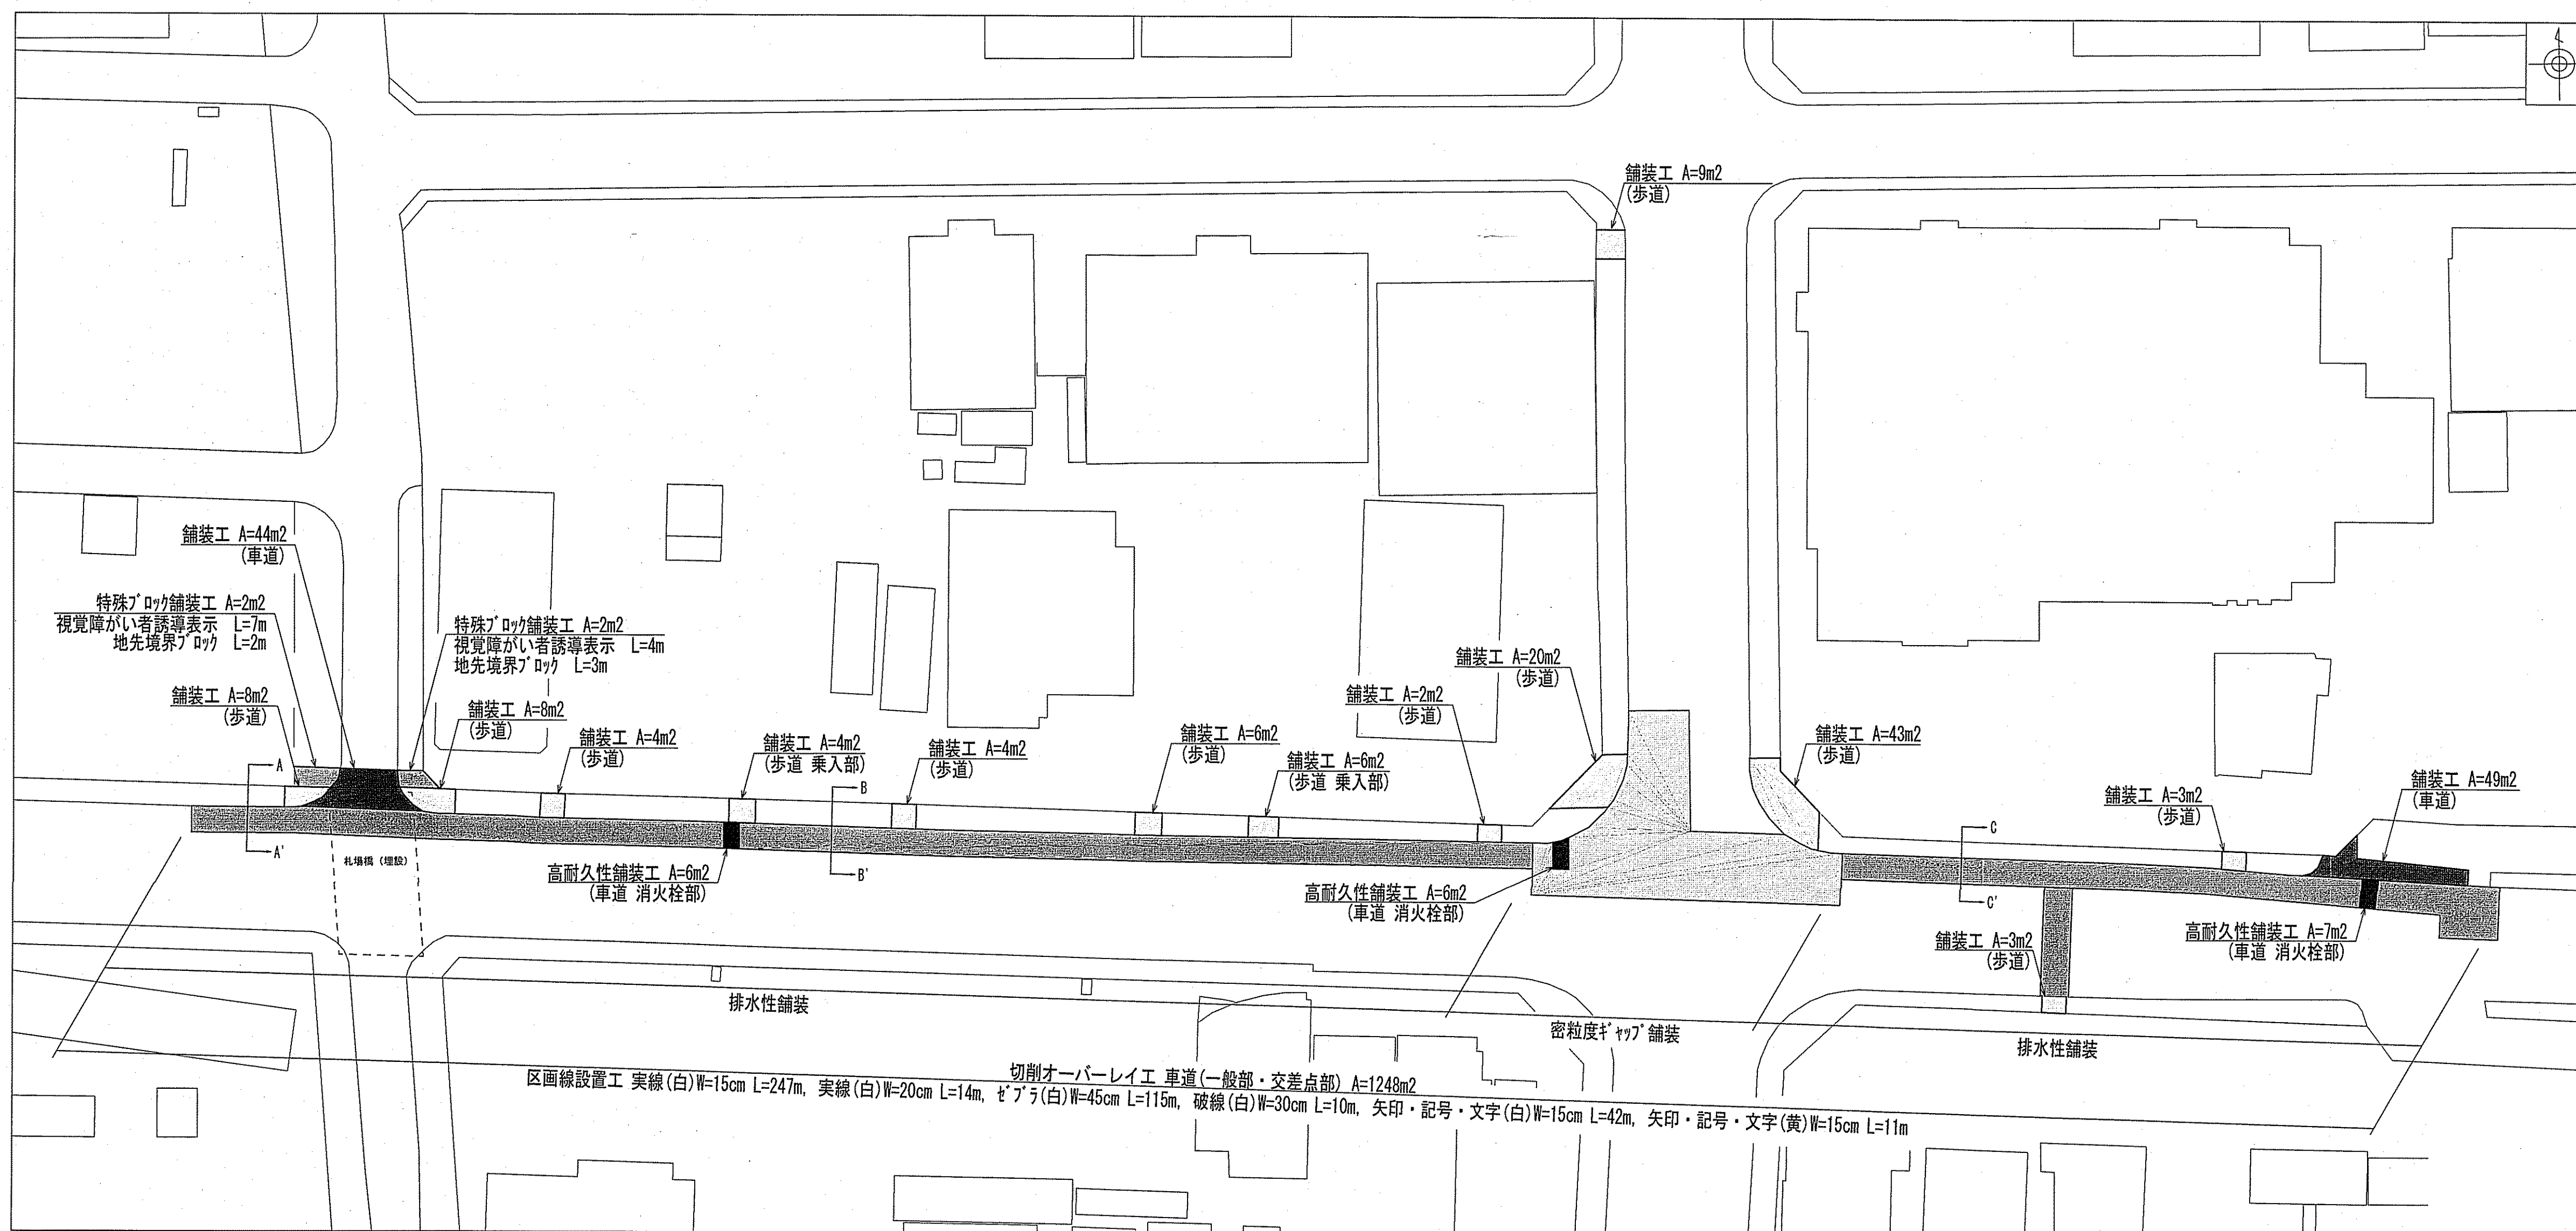 舗装工 A=9m2
(歩道)
舗装工 A=44m2
(車道)
特殊ﾌﾞﾛｯｸ舗装工 A=2m2
視覚障がい者誘導表示 L=7m
地先境界ﾌﾞﾛｯｸ L=2m
特殊ﾌﾞﾛｯｸ舗装工 A=2m2
視覚障がい者誘導表示 L=4m
地先境界ﾌﾞﾛｯｸ L=3m
舗装工 A=8m2
(歩道)
舗装工 A=8m2
(歩道)
舗装工 A=4m2
(歩道)
舗装工 A=4m2
(歩道 乗入部)
舗装工 A=4m2
(歩道)
舗装工 A=6m2
(歩道)
舗装工 A=6m2
(歩道 乗入部)
舗装工 A=2m2
(歩道)
舗装工 A=20m2
(歩道)
舗装工 A=43m2
(歩道)
舗装工 A=3m2
(歩道)
舗装工 A=49m2
(車道)
A
A'
B
B'
C
C'
札場橋 (埋設)
高耐久性舗装工 A=6m2
(車道 消火栓部)
高耐久性舗装工 A=6m2
(車道 消火栓部)
舗装工 A=3m2
(歩道)
高耐久性舗装工 A=7m2
(車道 消火栓部)
排水性舗装
密粒度ｷﾞｬｯﾌﾟ舗装
排水性舗装
切削オーバーレイ工 車道(一般部・交差点部) A=1248m2
区画線設置工 実線(白)W=15cm L=247m, 実線(白)W=20cm L=14m, ｾﾞﾌﾞﾗ(白)W=45cm L=115m, 破線(白)W=30cm L=10m, 矢印・記号・文字(白)W=15cm L=42m, 矢印・記号・文字(黄)W=15cm L=11m